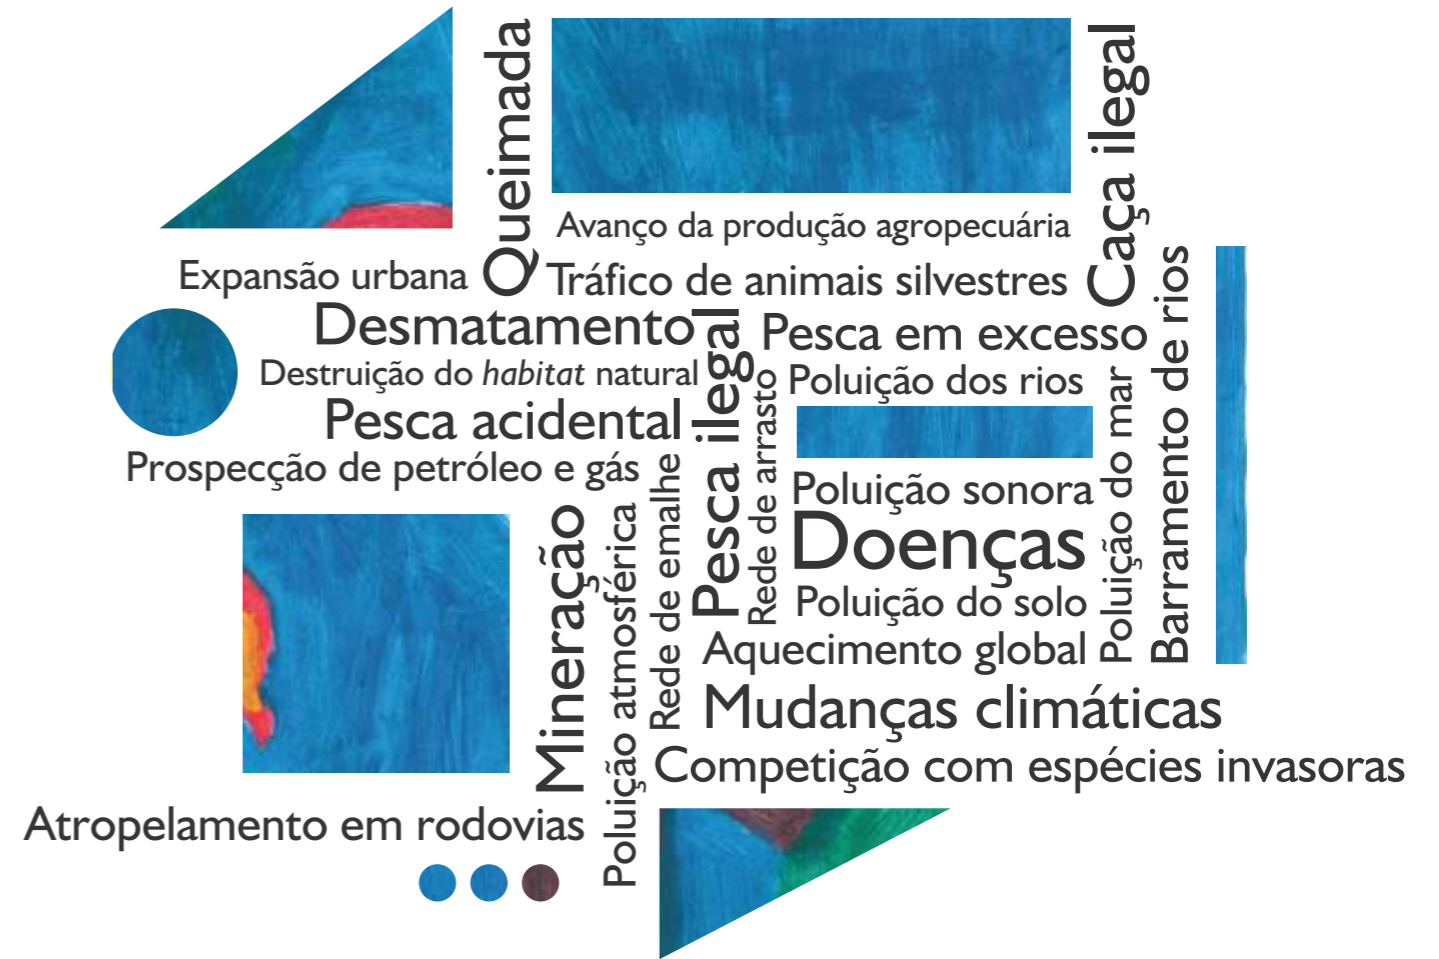 Queimada
Caça ilegal
Avanço da produção agropecuária
Expansão urbana
Tráfico de animais silvestres
Desmatamento
Pesca ilegal
Pesca em excesso
Barramento de rios
Destruição do habitat natural
Rede de arrasto
Poluição dos rios
Poluição do mar
Pesca acidental
Prospecção de petróleo e gás
Rede de emalhe
Poluição sonora
Mineração
Poluição atmosférica
Doenças
Poluição do solo
Aquecimento global
Mudanças climáticas
Competição com espécies invasoras
Atropelamento em rodovias